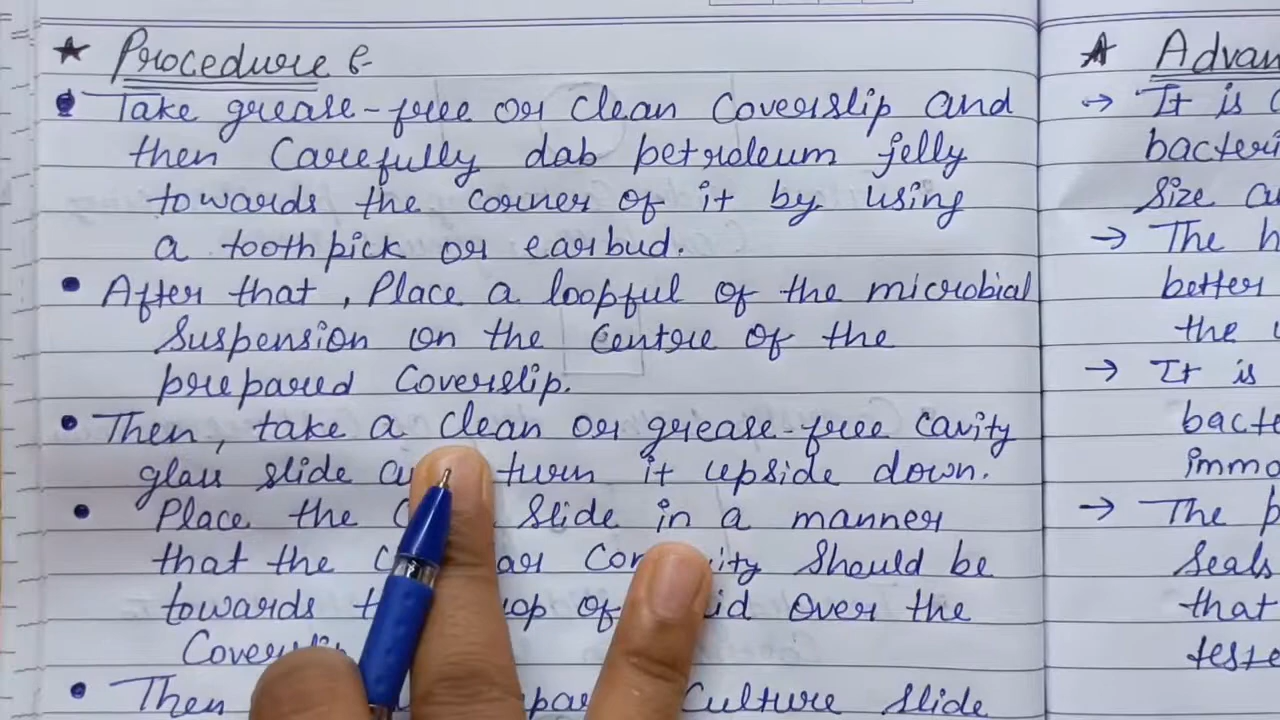 ★ Procedure :-
• Take grease-free or clean Coverslip and
then Carefully dab petroleum jelly
towards the corner of it by using
a toothpick or earbud.
• After that, Place a loopful of the microbial
Suspension on the Centre of the
prepared Coverslip.
• Then, take a clean or grease-free cavity
glass slide turn it upside down.
• Place the Slide in a manner
that the Should be
towards of over the
Coverslip
• Then Culture Slide
★ Advan
→ It is
bacteri
Size
→ The
better
the
→ It is
bacte
immo
→ The
Seals
that
teste